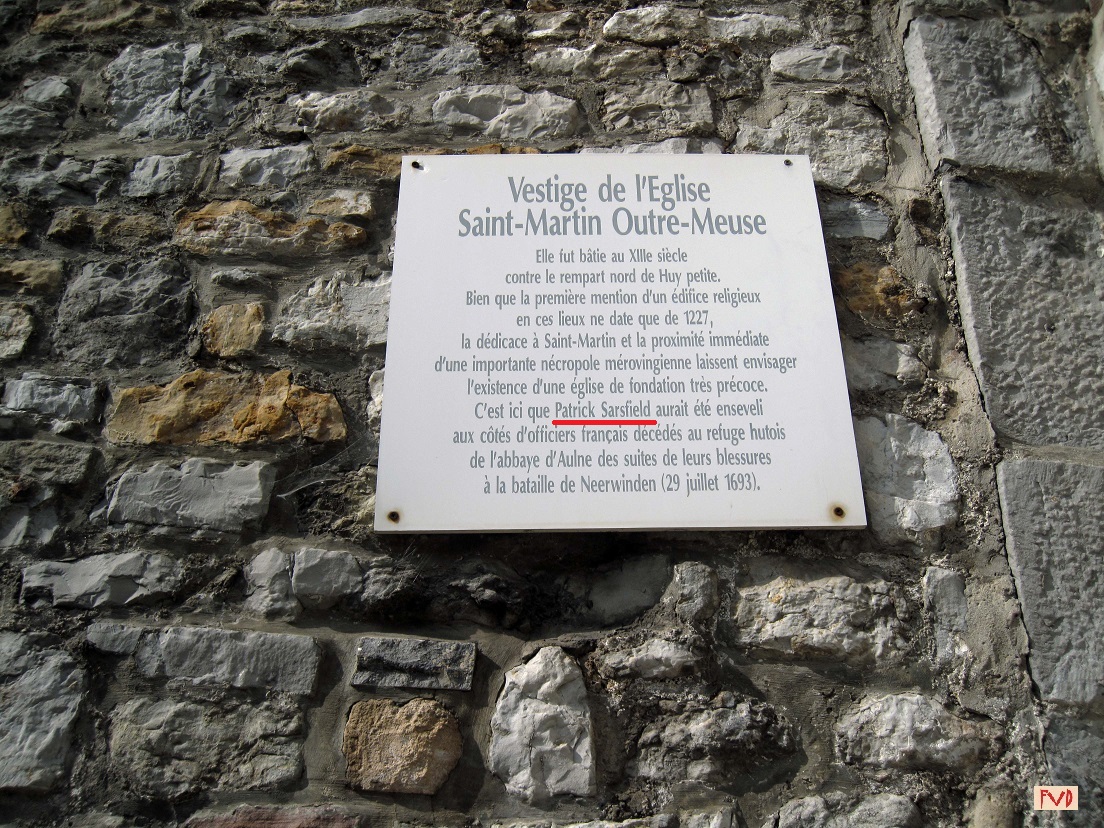 Vestige de l'Eglise
Saint-Martin Outre-Meuse
Elle fut bâtie au XIIIe siècle
contre le rempart nord de Huy petite.
Bien que la première mention d'un édifice religieux
en ces lieux ne date que de 1227,
la dédicace à Saint-Martin et la proximité immédiate
d'une importante nécropole mérovingienne laissent envisager
l'existence d'une église de fondation très précoce.
C'est ici que Patrick Sarsfield aurait été enseveli
aux côtés d'officiers français décédés au refuge hutois
de l'abbaye d'Aulne des suites de leurs blessures
à la bataille de Neerwinden (29 juillet 1693).
FVD